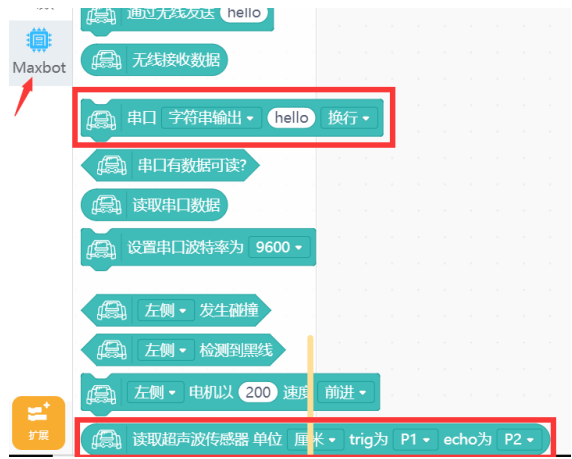 通过无线发送 hello
Maxbot
无线接收数据
串口 字符串输出 hello 换行
串口有数据可读?
读取串口数据
设置串口波特率为 9600
左侧 发生碰撞
左侧 检测到黑线
左侧 电机以 200 速度 前进
扩展
读取超声波传感器 单位 厘米 trig为 P1 echo为 P2